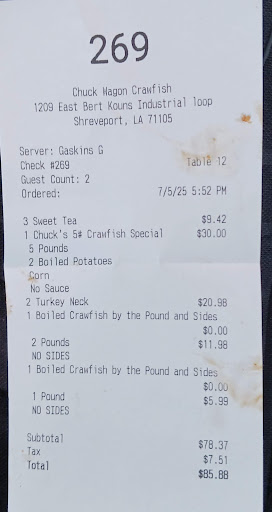 269
Chuck Wagon Crawfish
1209 East Bert Kouns Industrial loop
Shreveport, LA 71105
Server: Gaskins G
Check #269 Table 12
Guest Count: 2
Ordered: 7/5/25 5:52 PM
3 Sweet Tea $9.42
1 Chuck's 5# Crawfish Special $30.00
5 Pounds
2 Boiled Potatoes
Corn
No Sauce
2 Turkey Neck $20.98
1 Boiled Crawfish by the Pound and Sides
$0.00
2 Pounds $11.98
NO SIDES
1 Boiled Crawfish by the Pound and Sides
$0.00
1 Pound $5.99
NO SIDES
Subtotal $78.37
Tax $7.51
Total $85.88